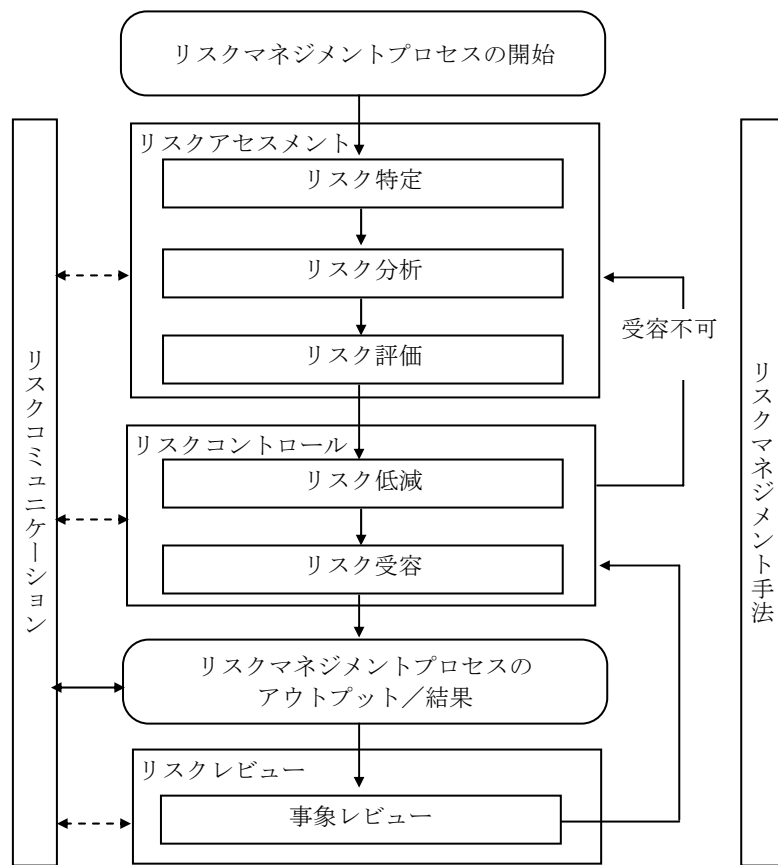 リスクマネジメントプロセスの開始
リスクアセスメント
リスク特定
リスク分析
リスク評価
受容不可
リスクコントロール
リスク低減
リスク受容
リスクマネジメントプロセスの
アウトプット／結果
リスクレビュー
事象レビュー
リスクコミュニケーション
リスクマネジメント手法